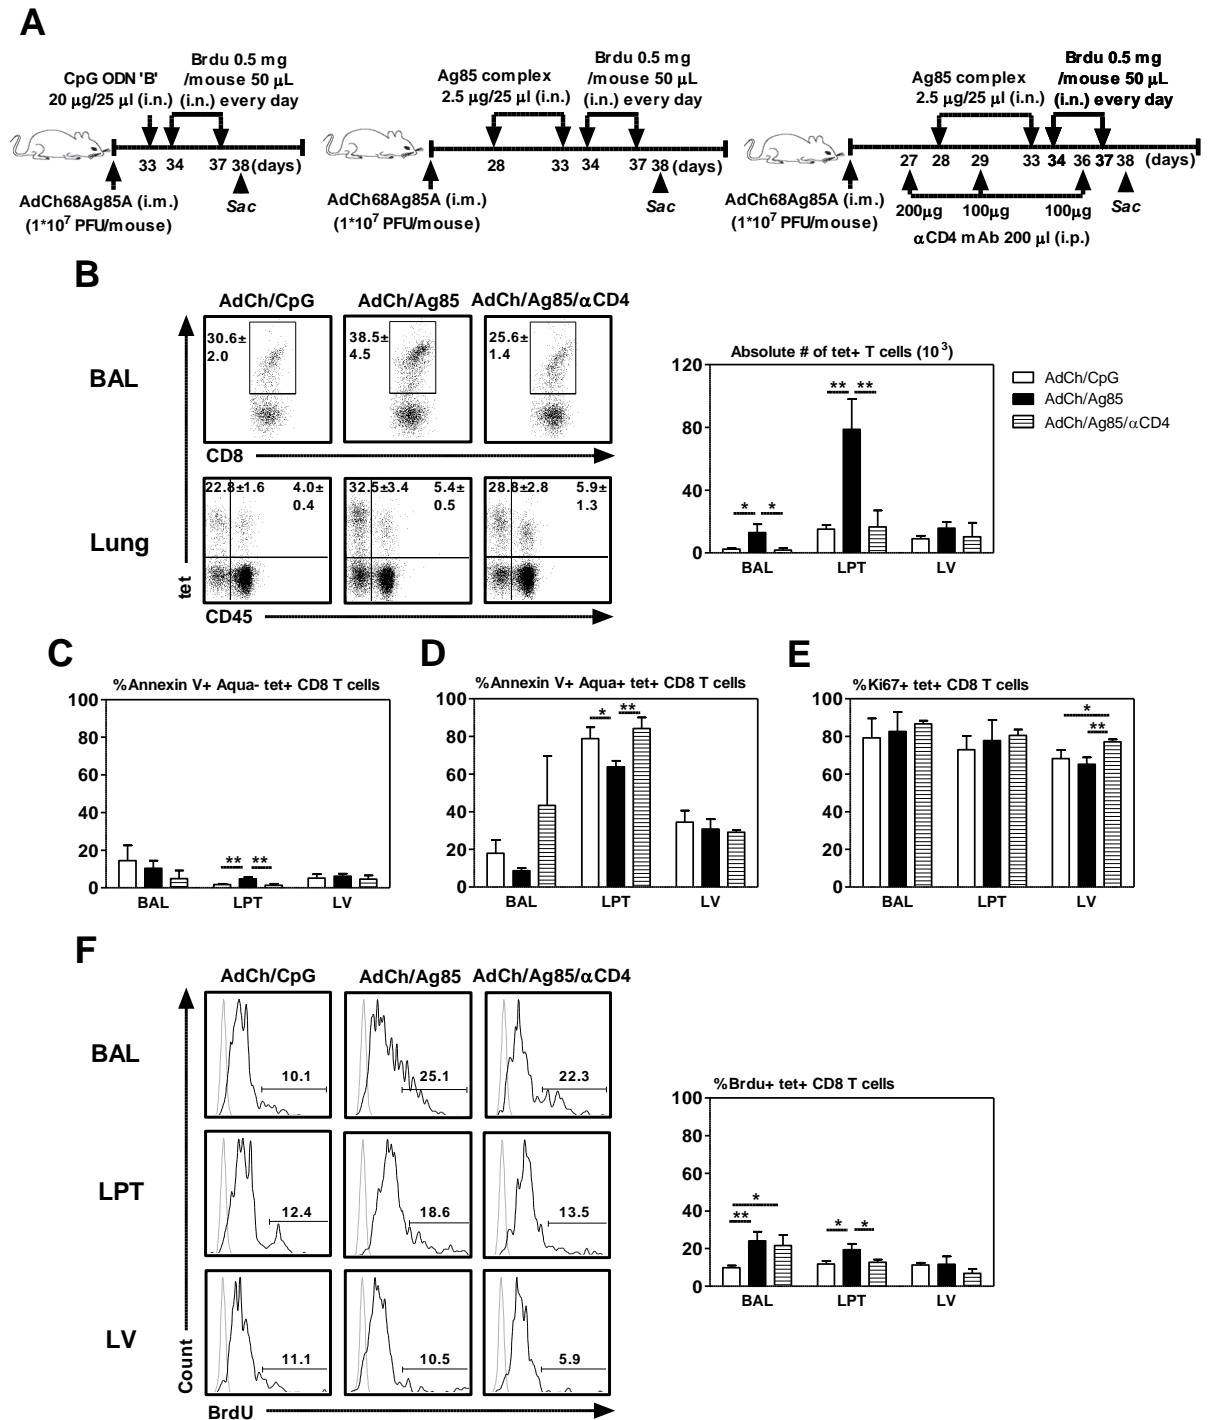 A
CpG ODN 'B'
20 µg/25 µl (i.n.)
Brdu 0.5 mg
/mouse 50 µL
(i.n.) every day
33 34 37 38 (days)
AdCh68Ag85A (i.m.)
(1*10⁷ PFU/mouse)
Sac
Ag85 complex
2.5 µg/25 µl (i.n.)
Brdu 0.5 mg
/mouse 50 µL
(i.n.) every day
28 33 34 37 38 (days)
AdCh68Ag85A (i.m.)
(1*10⁷ PFU/mouse)
Sac
Ag85 complex
2.5 µg/25 µl (i.n.)
Brdu 0.5 mg
/mouse 50 µL
(i.n.) every day
27 28 29 33 34 36 37 38 (days)
AdCh68Ag85A (i.m.)
(1*10⁷ PFU/mouse)
200µg 100µg 100µg
Sac
αCD4 mAb 200 µl (i.p.)
B
AdCh/CpG AdCh/Ag85 AdCh/Ag85/αCD4
BAL
30.6±
2.0
38.5±
4.5
25.6±
1.4
CD8
Lung
22.8±1.6 4.0±
0.4
32.5±3.4 5.4±
0.5
28.8±2.8 5.9±
1.3
tet
CD45
Absolute # of tet+ T cells (10³)
120
80
40
0
* * ** **
BAL LPT LV
AdCh/CpG
AdCh/Ag85
AdCh/Ag85/αCD4
C
%Annexin V+ Aqua- tet+ CD8 T cells
100
80
60
40
20
0
** **
BAL LPT LV
D
%Annexin V+ Aqua+ tet+ CD8 T cells
100
80
60
40
20
0
* **
BAL LPT LV
E
%Ki67+ tet+ CD8 T cells
100
80
60
40
20
0
*
**
BAL LPT LV
F
AdCh/CpG AdCh/Ag85 AdCh/Ag85/αCD4
BAL
10.1 25.1 22.3
LPT
12.4 18.6 13.5
LV
11.1 10.5 5.9
Count
BrdU
%Brdu+ tet+ CD8 T cells
100
80
60
40
20
0
*
** * *
BAL LPT LV